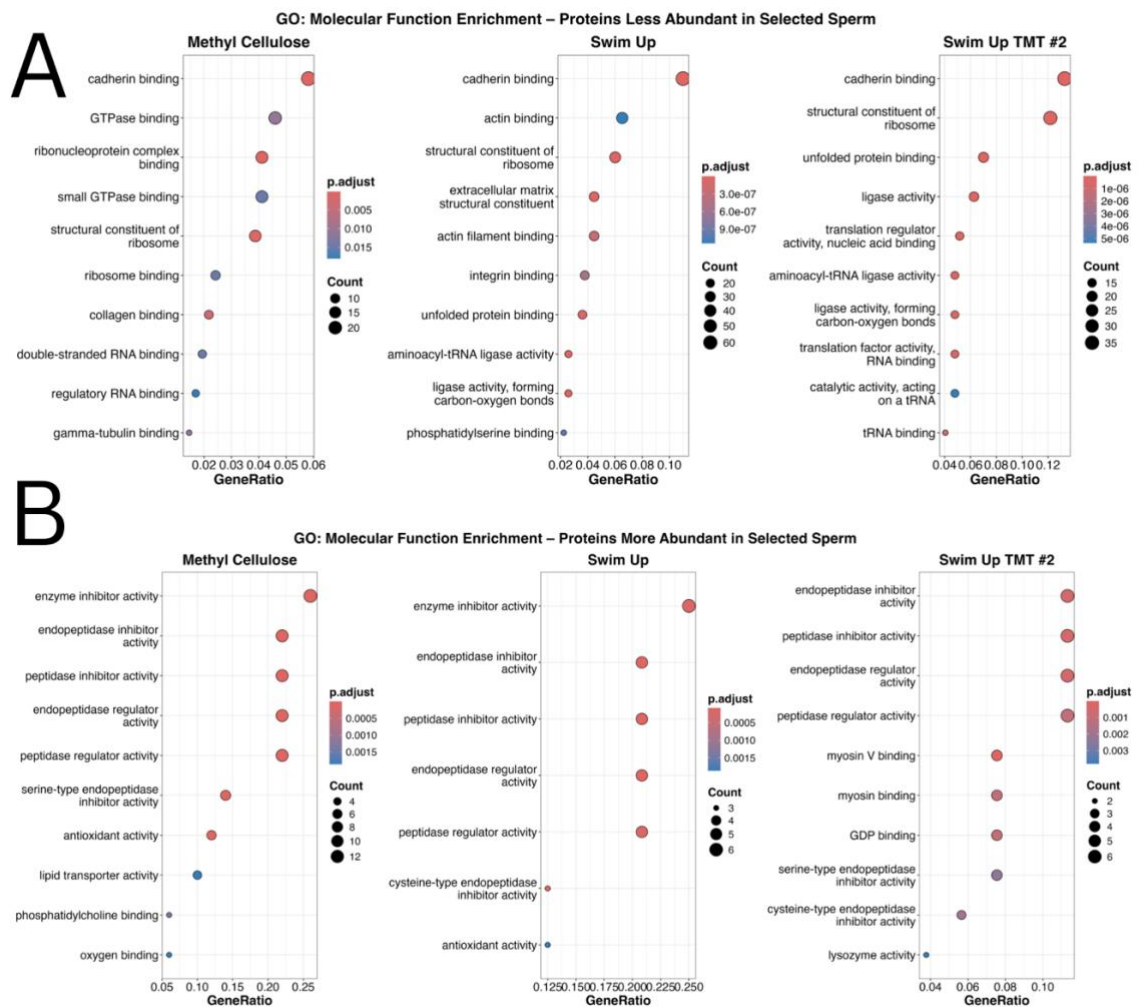 A
GO: Molecular Function Enrichment – Proteins Less Abundant in Selected Sperm
Methyl Cellulose
cadherin binding
GTPase binding
ribonucleoprotein complex
binding
small GTPase binding
structural constituent of
ribosome
ribosome binding
collagen binding
double-stranded RNA binding
regulatory RNA binding
gamma-tubulin binding
0.02 0.03 0.04 0.05 0.06
GeneRatio
p.adjust
0.005
0.010
0.015
Count
10
15
20
Swim Up
cadherin binding
actin binding
structural constituent of
ribosome
extracellular matrix
structural constituent
actin filament binding
integrin binding
unfolded protein binding
aminoacyl-tRNA ligase activity
ligase activity, forming
carbon-oxygen bonds
phosphatidylserine binding
0.02 0.04 0.06 0.08 0.10
GeneRatio
p.adjust
3.0e-07
6.0e-07
9.0e-07
Count
20
30
40
50
60
Swim Up TMT #2
cadherin binding
structural constituent of
ribosome
unfolded protein binding
ligase activity
translation regulator
activity, nucleic acid binding
aminoacyl-tRNA ligase activity
ligase activity, forming
carbon-oxygen bonds
translation factor activity,
RNA binding
catalytic activity, acting
on a tRNA
tRNA binding
0.04 0.06 0.08 0.10 0.12
GeneRatio
p.adjust
1e-06
2e-06
3e-06
4e-06
5e-06
Count
15
20
25
30
35
B
GO: Molecular Function Enrichment – Proteins More Abundant in Selected Sperm
Methyl Cellulose
enzyme inhibitor activity
endopeptidase inhibitor
activity
peptidase inhibitor activity
endopeptidase regulator
activity
peptidase regulator activity
serine-type endopeptidase
inhibitor activity
antioxidant activity
lipid transporter activity
phosphatidylcholine binding
oxygen binding
0.05 0.10 0.15 0.20 0.25
GeneRatio
p.adjust
0.0005
0.0010
0.0015
Count
4
6
8
10
12
Swim Up
enzyme inhibitor activity
endopeptidase inhibitor
activity
peptidase inhibitor activity
endopeptidase regulator
activity
peptidase regulator activity
cysteine-type endopeptidase
inhibitor activity
antioxidant activity
0.125 0.150 0.175 0.200 0.225 0.250
GeneRatio
p.adjust
0.0005
0.0010
0.0015
Count
3
4
5
6
Swim Up TMT #2
endopeptidase inhibitor
activity
peptidase inhibitor activity
endopeptidase regulator
activity
peptidase regulator activity
myosin V binding
myosin binding
GDP binding
serine-type endopeptidase
inhibitor activity
cysteine-type endopeptidase
inhibitor activity
lysozyme activity
0.04 0.06 0.08 0.10
GeneRatio
p.adjust
0.001
0.002
0.003
Count
2
3
4
5
6